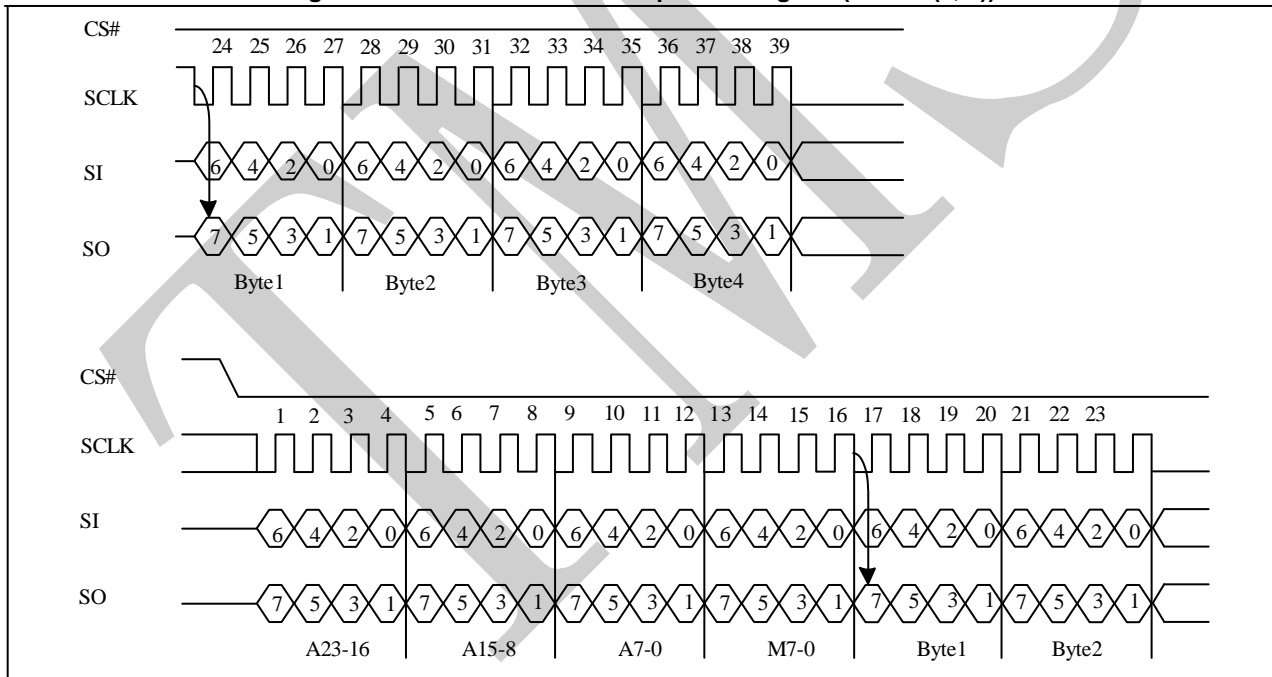 CS#
24 25 26 27 28 29 30 31 32 33 34 35 36 37 38 39
SCLK
SI
6 4 2 0 6 4 2 0 6 4 2 0 6 4 2 0
SO
7 5 3 1 7 5 3 1 7 5 3 1 7 5 3 1
Byte1 Byte2 Byte3 Byte4
CS#
1 2 3 4 5 6 7 8 9 10 11 12 13 14 15 16 17 18 19 20 21 22 23
SCLK
SI
6 4 2 0 6 4 2 0 6 4 2 0 6 4 2 0 6 4 2 0 6 4 2 0
SO
7 5 3 1 7 5 3 1 7 5 3 1 7 5 3 1 7 5 3 1 7 5 3 1
A23-16 A15-8 A7-0 M7-0 Byte1 Byte2